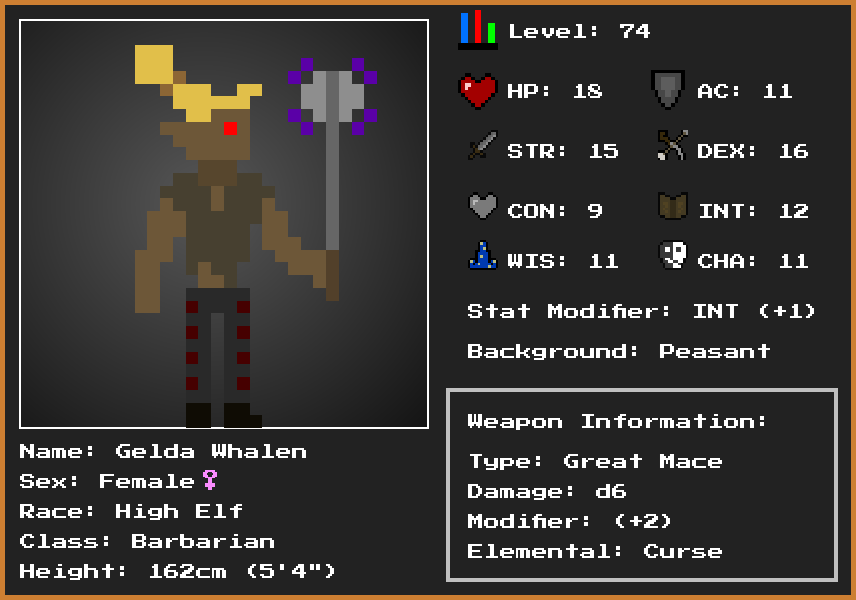 Level: 74
HP: 18
AC: 11
STR: 15
DEX: 16
CON: 9
INT: 12
WIS: 11
CHA: 11
Stat Modifier: INT (+1)
Background: Peasant
Weapon Information:
Type: Great Mace
Damage: d6
Modifier: (+2)
Elemental: Curse
Name: Gelda Whalen
Sex: Female♀
Race: High Elf
Class: Barbarian
Height: 162cm (5'4")